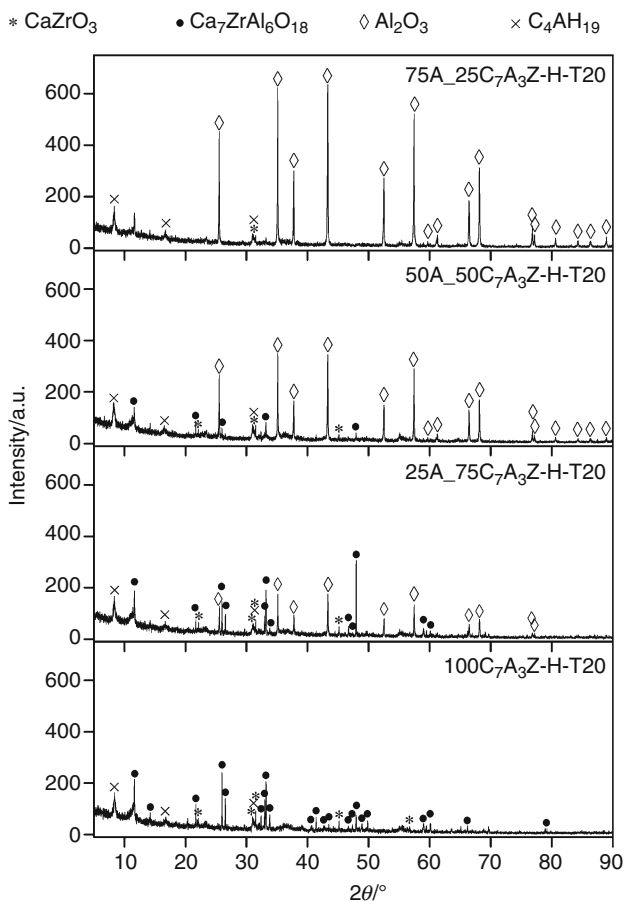 * CaZrO₃ ● Ca₇ZrAl₆O₁₈ ◊ Al₂O₃ × C₄AH₁₉
75A_25C₇A₃Z-H-T20
600
400
200
0
50A_50C₇A₃Z-H-T20
600
400
200
0
Intensity/a.u.
25A_75C₇A₃Z-H-T20
600
400
200
0
100C₇A₃Z-H-T20
600
400
200
0
10 20 30 40 50 60 70 80 90
2θ/°